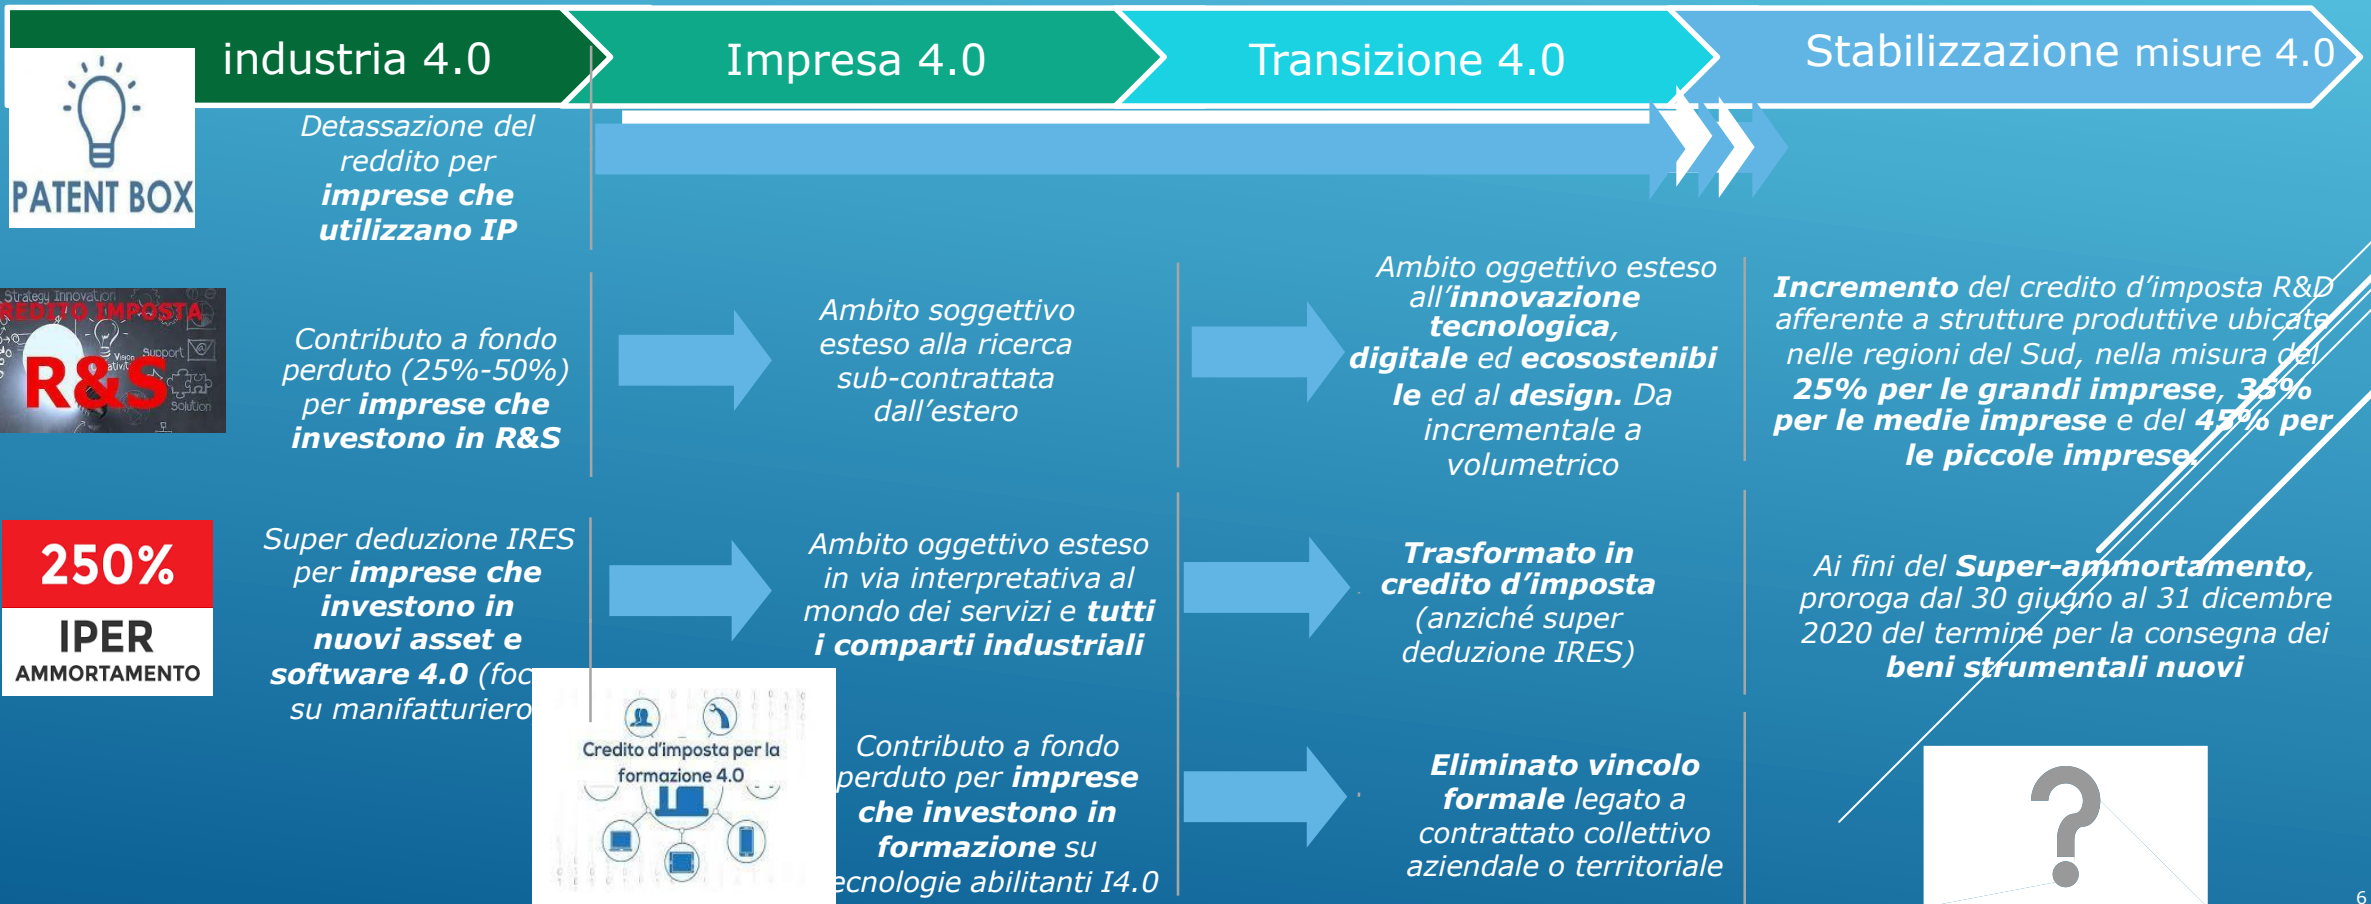 industria 4.0
Impresa 4.0
Transizione 4.0
Stabilizzazione misure 4.0
PATENT BOX
Detassazione del
reddito per
imprese che
utilizzano IP
Strategy Innovation
REDITO IMPOSTA
Vision
Support
R&S
Solution
Contributo a fondo
perduto (25%-50%)
per imprese che
investono in R&S
Ambito soggettivo
esteso alla ricerca
sub-contrattata
dall’estero
Ambito oggettivo esteso
all’innovazione
tecnologica,
digitale ed ecosostenibi
le ed al design. Da
incrementale a
volumetrico
Incremento del credito d’imposta R&D
afferente a strutture produttive ubicate
nelle regioni del Sud, nella misura del
25% per le grandi imprese, 35%
per le medie imprese e del 45% per
le piccole imprese.
250%
IPER
AMMORTAMENTO
Super deduzione IRES
per imprese che
investono in
nuovi asset e
software 4.0 (foc
su manifatturiero
Ambito oggettivo esteso
in via interpretativa al
mondo dei servizi e tutti
i comparti industriali
Trasformato in
credito d’imposta
(anziché super
deduzione IRES)
Ai fini del Super–ammortamento,
proroga dal 30 giugno al 31 dicembre
2020 del termine per la consegna dei
beni strumentali nuovi
Credito d'imposta per la
formazione 4.0
Contributo a fondo
perduto per imprese
che investono in
formazione su
ecnologie abilitanti I4.0
Eliminato vincolo
formale legato a
contrattato collettivo
aziendale o territoriale
?
6